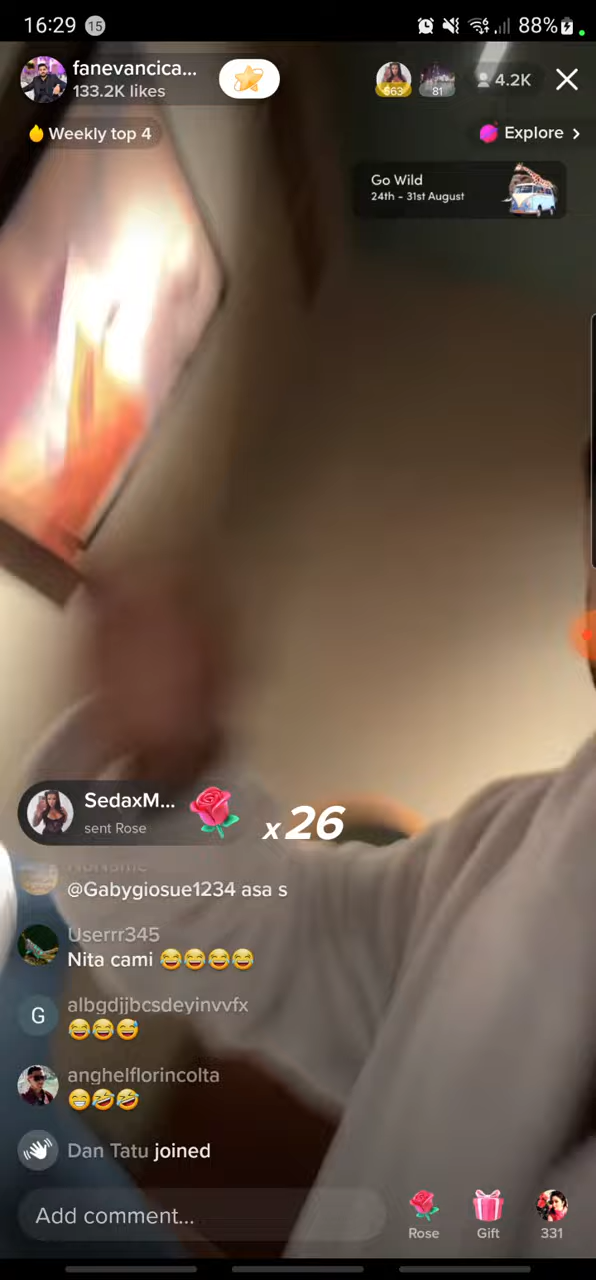 16:29 15 88%
fanevancica...
133.2K likes
663 81 4.2K
Weekly top 4
Explore >
Go Wild
24th - 31st August
SedaxM...
sent Rose
x 26
@Gabygiosue1234 asa s
Userrr345
Nita cami 😂😂😂😂
G albgdjjbcsdeyinvvfx
😂😂😅
anghelflorincolta
😁🤣🤣
Dan Tatu joined
Add comment...
Rose Gift 331